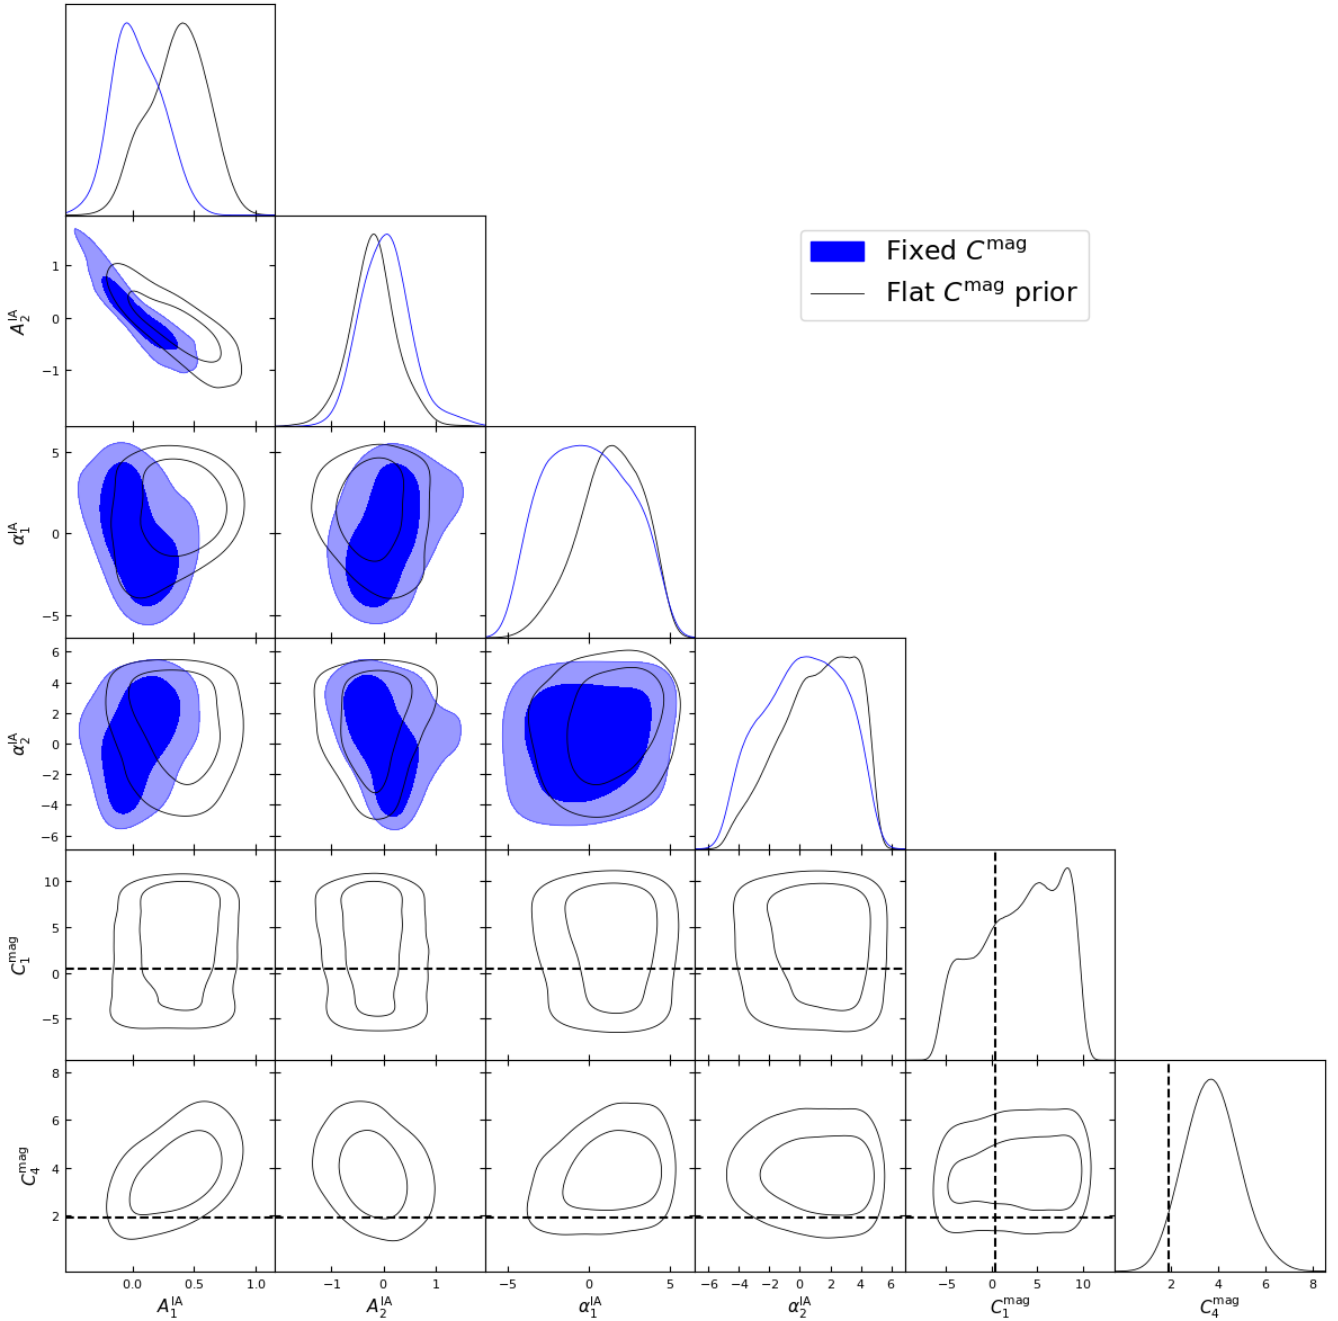 Fixed C^mag
Flat C^mag prior
1
0
−1
A_2^IA
5
0
−5
α_1^IA
6
4
2
0
−2
−4
−6
α_2^IA
10
5
0
−5
C_1^mag
8
6
4
2
C_4^mag
0.0 0.5 1.0 −1 0 1 −5 0 5 −6 −4 −2 0 2 4 6 −5 0 5 10 2 4 6 8
A_1^IA A_2^IA α_1^IA α_2^IA C_1^mag C_4^mag